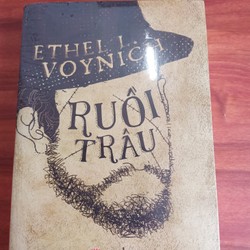 ETHEL L.
VOYNICH
RUỒI
TRÂU